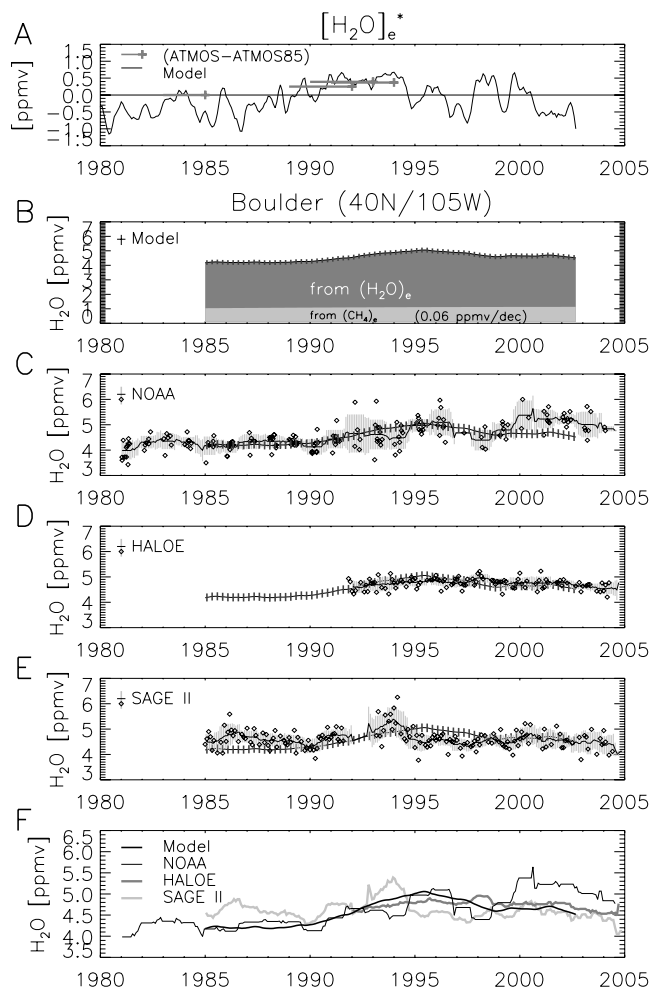 A
[H2O]e*
[ppmv]
1.5
1.0
0.5
0.0
−0.5
−1.0
−1.5
(ATMOS−ATMOS85)
Model
1980 1985 1990 1995 2000 2005
B
Boulder (40N/105W)
H2O [ppmv]
7
6
5
4
3
2
1
0
Model
from (H2O)e
from (CH4)e (0.06 ppmv/dec)
1980 1985 1990 1995 2000 2005
C
H2O [ppmv]
7
6
5
4
3
NOAA
1980 1985 1990 1995 2000 2005
D
H2O [ppmv]
7
6
5
4
3
HALOE
1980 1985 1990 1995 2000 2005
E
H2O [ppmv]
7
6
5
4
3
SAGE II
1980 1985 1990 1995 2000 2005
F
H2O [ppmv]
6.5
6.0
5.5
5.0
4.5
4.0
3.5
Model
NOAA
HALOE
SAGE II
1980 1985 1990 1995 2000 2005